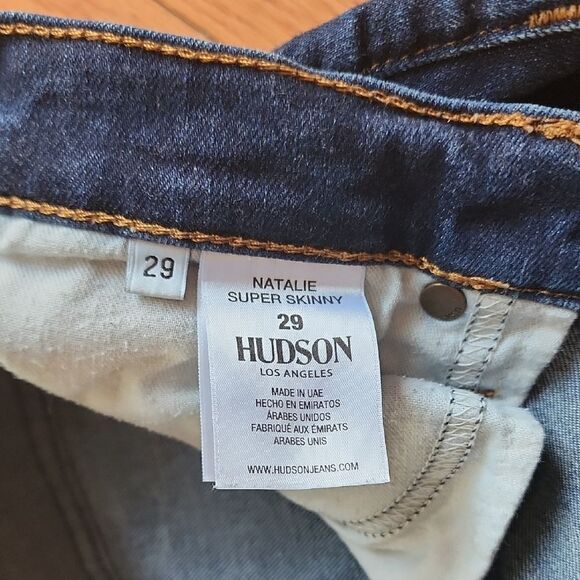 29
NATALIE
SUPER SKINNY
29
HUDSON
LOS ANGELES
MADE IN UAE
HECHO EN EMIRATOS
ÁRABES UNIDOS
FABRIQUÉ AUX ÉMIRATS
ARABES UNIS
WWW.HUDSONJEANS.COM